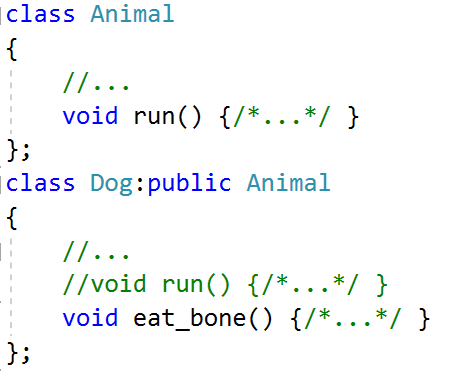 class Animal
{
    //...
    void run() {/*...*/ }
};
class Dog:public Animal
{
    //...
    //void run() {/*...*/ }
    void eat_bone() {/*...*/ }
};